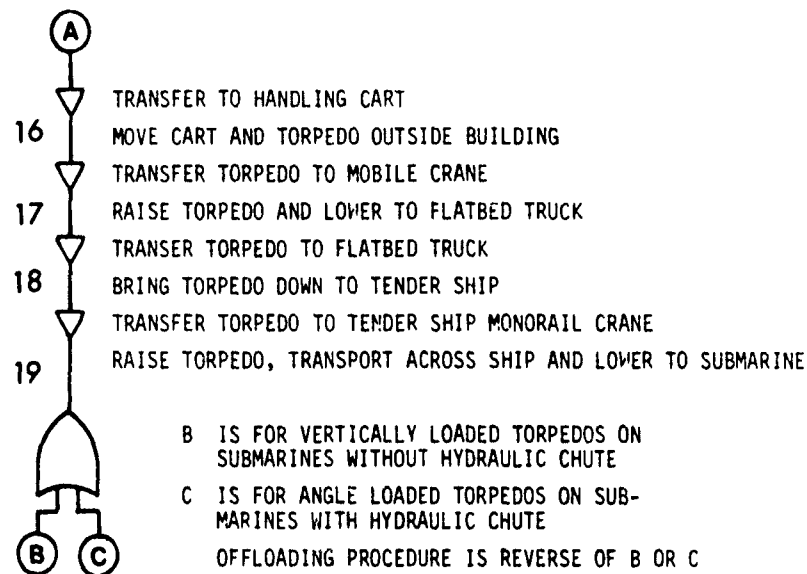 A
TRANSFER TO HANDLING CART
16
MOVE CART AND TORPEDO OUTSIDE BUILDING
TRANSFER TORPEDO TO MOBILE CRANE
17
RAISE TORPEDO AND LOWER TO FLATBED TRUCK
TRANSER TORPEDO TO FLATBED TRUCK
18
BRING TORPEDO DOWN TO TENDER SHIP
TRANSFER TORPEDO TO TENDER SHIP MONORAIL CRANE
19
RAISE TORPEDO, TRANSPORT ACROSS SHIP AND LOWER TO SUBMARINE
B IS FOR VERTICALLY LOADED TORPEDOS ON
SUBMARINES WITHOUT HYDRAULIC CHUTE
C IS FOR ANGLE LOADED TORPEDOS ON SUB-
MARINES WITH HYDRAULIC CHUTE
B C
OFFLOADING PROCEDURE IS REVERSE OF B OR C